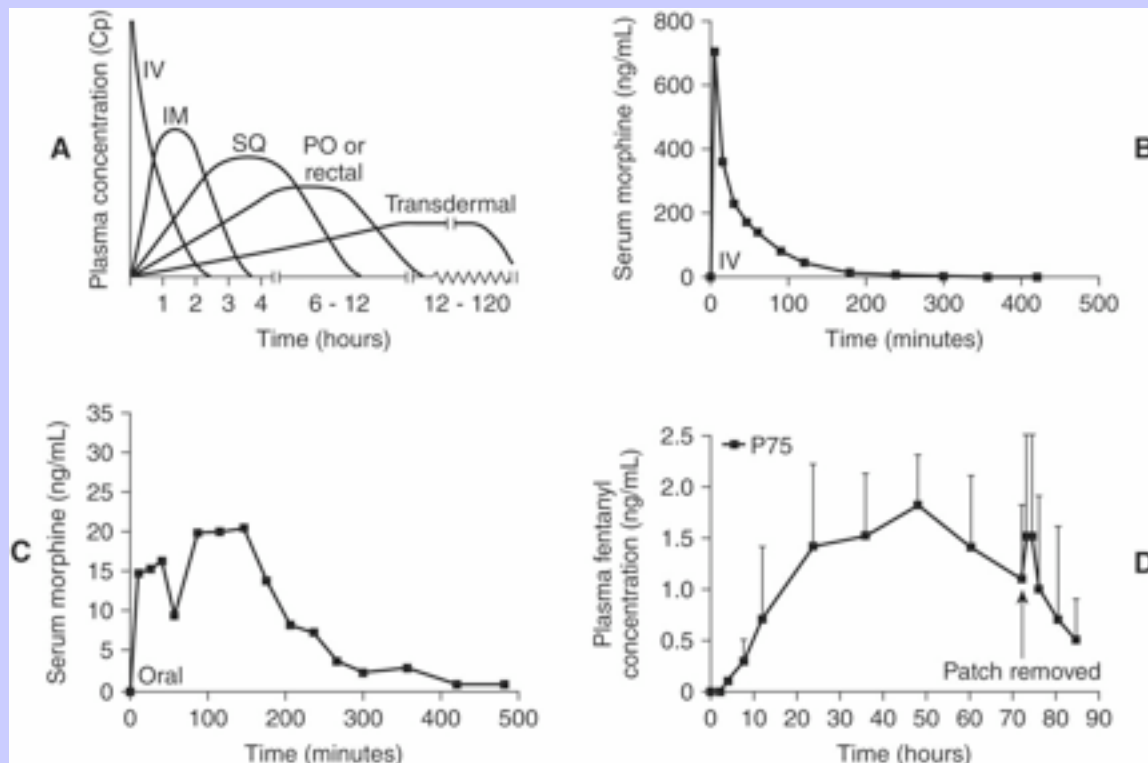 A
Plasma concentration (Cp)
IV
IM
SQ
PO or
rectal
Transdermal
1 2 3 4 6 - 12 12 - 120
Time (hours)
B
Serum morphine (ng/mL)
800
600
400
200
0
IV
0 100 200 300 400 500
Time (minutes)
C
Serum morphine (ng/mL)
35
30
25
20
15
10
5
0
Oral
0 100 200 300 400 500
Time (minutes)
D
Plasma fentanyl
concentration (ng/mL)
2.5
2.0
1.5
1.0
0.5
0
P75
Patch removed
0 10 20 30 40 50 60 70 80 90
Time (hours)